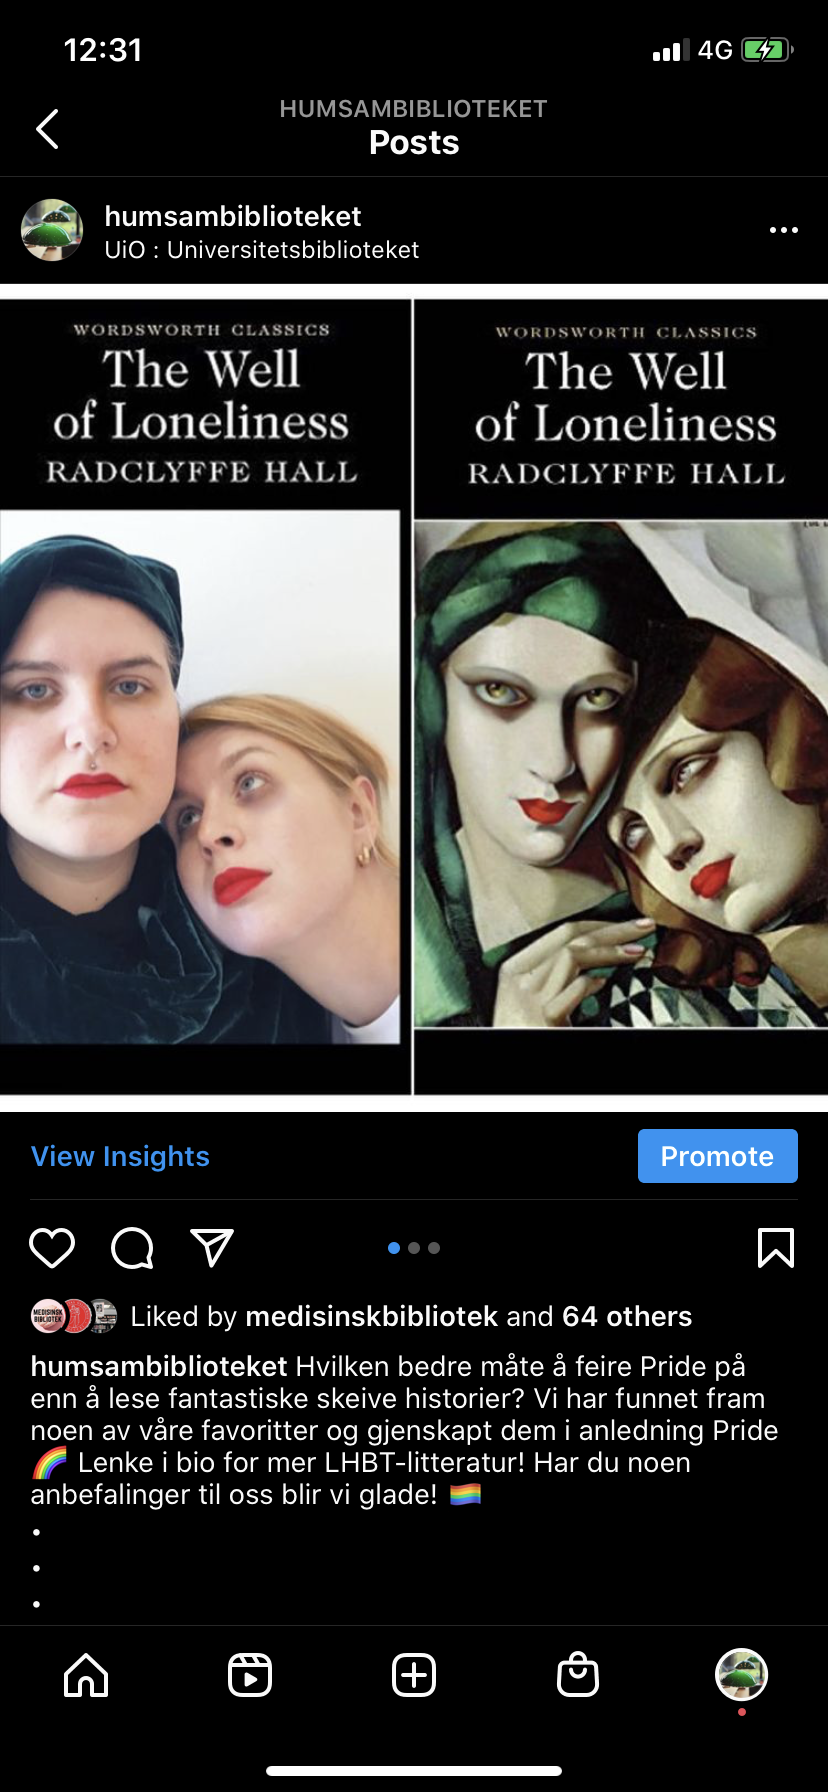 12:31
4G
HUMSAMBIBLIOTEKET
Posts
humsambiblioteket
UiO : Universitetsbiblioteket
WORDSWORTH CLASSICS
The Well
of Loneliness
RADCLYFFE HALL
WORDSWORTH CLASSICS
The Well
of Loneliness
RADCLYFFE HALL
View Insights
Promote
MEDISINSK
BIBLIOTEK
Liked by medisinskbibliotek and 64 others
humsambiblioteket Hvilken bedre måte å feire Pride på
enn å lese fantastiske skeive historier? Vi har funnet fram
noen av våre favoritter og gjenskapt dem i anledning Pride
🌈 Lenke i bio for mer LHBT-litteratur! Har du noen
anbefalinger til oss blir vi glade! 🏳️‍🌈
•
•
•